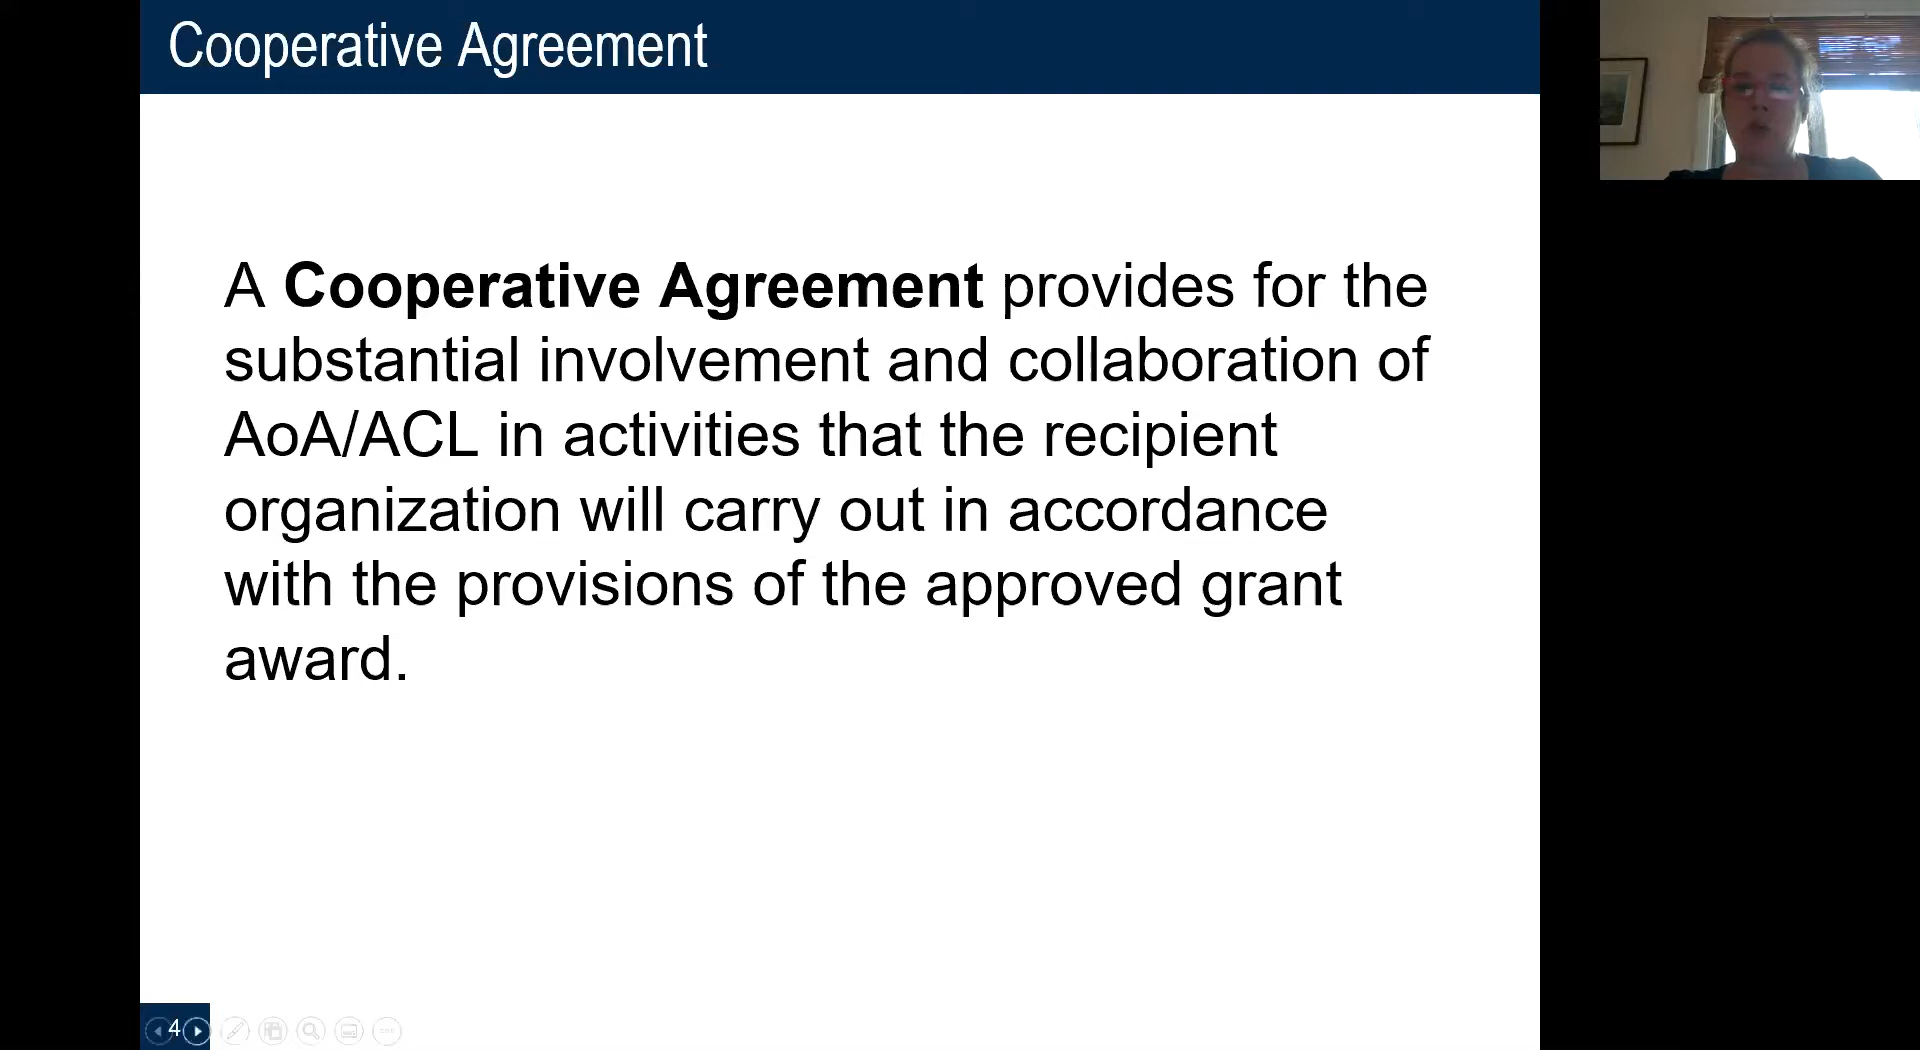 Cooperative Agreement
A Cooperative Agreement provides for the
substantial involvement and collaboration of
AoA/ACL in activities that the recipient
organization will carry out in accordance
with the provisions of the approved grant
award.
4